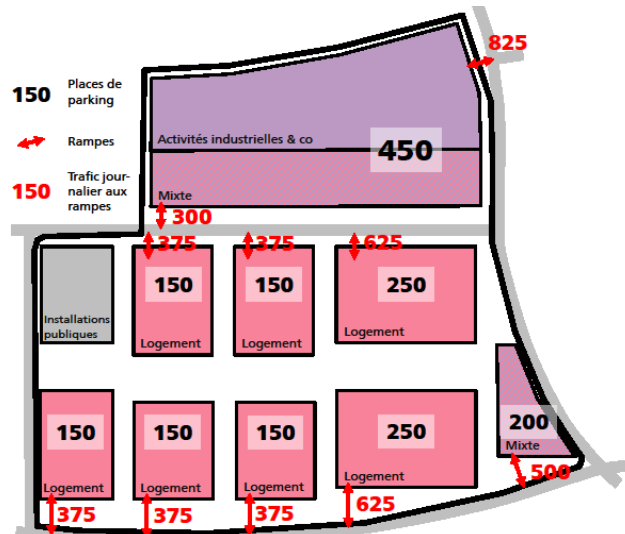 825
150
Places de
parking
Rampes
150
Trafic jour-
nalier aux
rampes
Activités industrielles & co
450
Mixte
300
375
375
625
150
150
250
Installations
publiques
Logement
Logement
Logement
150
150
150
250
200
Mixte
Logement
Logement
Logement
Logement
500
375
375
375
625